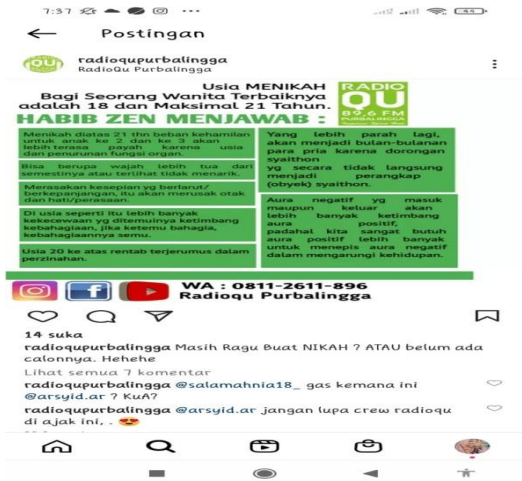 7:37
Postingan
radioqupurbalingga
RadioQu Purbalingga
Usia MENIKAH
Bagi Seorang Wanita Terbaiknya
adalah 18 dan Maksimal 21 Tahun.
HABIB ZEN MENJAWAB :
RADIO
QU
89,6 FM
PURBALINGGA
Menikah diatas 21 thn beban kehamilan
untuk anak ke 2 dan ke 3 akan
lebih terasa payah karena usia
dan penurunan fungsi organ.
Bisa berupa wajah lebih tua dari
semestinya atau terlihat tidak menarik.
Merasakan kesepian yg berlarut/
berkepanjangan, itu akan merusak otak
dan hati/perasaan.
Di usia seperti itu lebih banyak
kekecewaan yg ditemuinya ketimbang
kebahagiaan, jika ketemu bahagia,
kebahagiaannya semu.
Usia 20 ke atas rentab terjerumus dalam
perzinahan.
Yang lebih parah lagi,
akan menjadi bulan-bulanan
para pria karena dorongan
syaithon
yg secara tidak langsung
menjadi perangkap
(obyek) syaithon.
Aura negatif yg masuk
maupun keluar akan
lebih banyak ketimbang
aura positif,
padahal kita sangat butuh
aura positif lebih banyak
untuk menepis aura negatif
dalam mengarungi kehidupan.
WA : 0811-2611-896
Radioqu Purbalingga
14 suka
radioqupurbalingga Masih Ragu Buat NIKAH ? ATAU belum ada
calonnya. Hehehe
Lihat semua 7 komentar
radioqupurbalingga @salamahnia18_ gas kemana ini
@arsyid.ar ? KuA?
radioqupurbalingga @arsyid.ar jangan lupa crew radioqu
di ajak ini, .